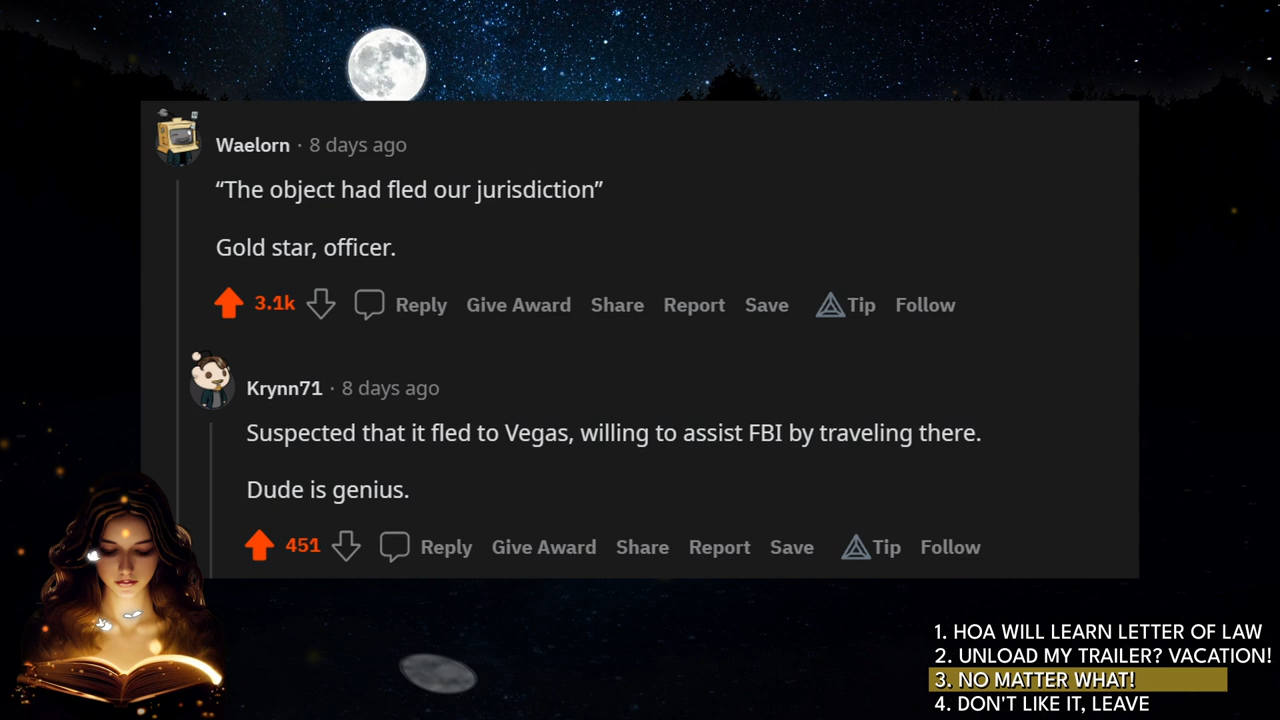 Waelorn · 8 days ago
“The object had fled our jurisdiction”
Gold star, officer.
3.1k Reply Give Award Share Report Save Tip Follow
Krynn71 · 8 days ago
Suspected that it fled to Vegas, willing to assist FBI by traveling there.
Dude is genius.
451 Reply Give Award Share Report Save Tip Follow
1. HOA WILL LEARN LETTER OF LAW
2. UNLOAD MY TRAILER? VACATION!
3. NO MATTER WHAT!
4. DON'T LIKE IT, LEAVE